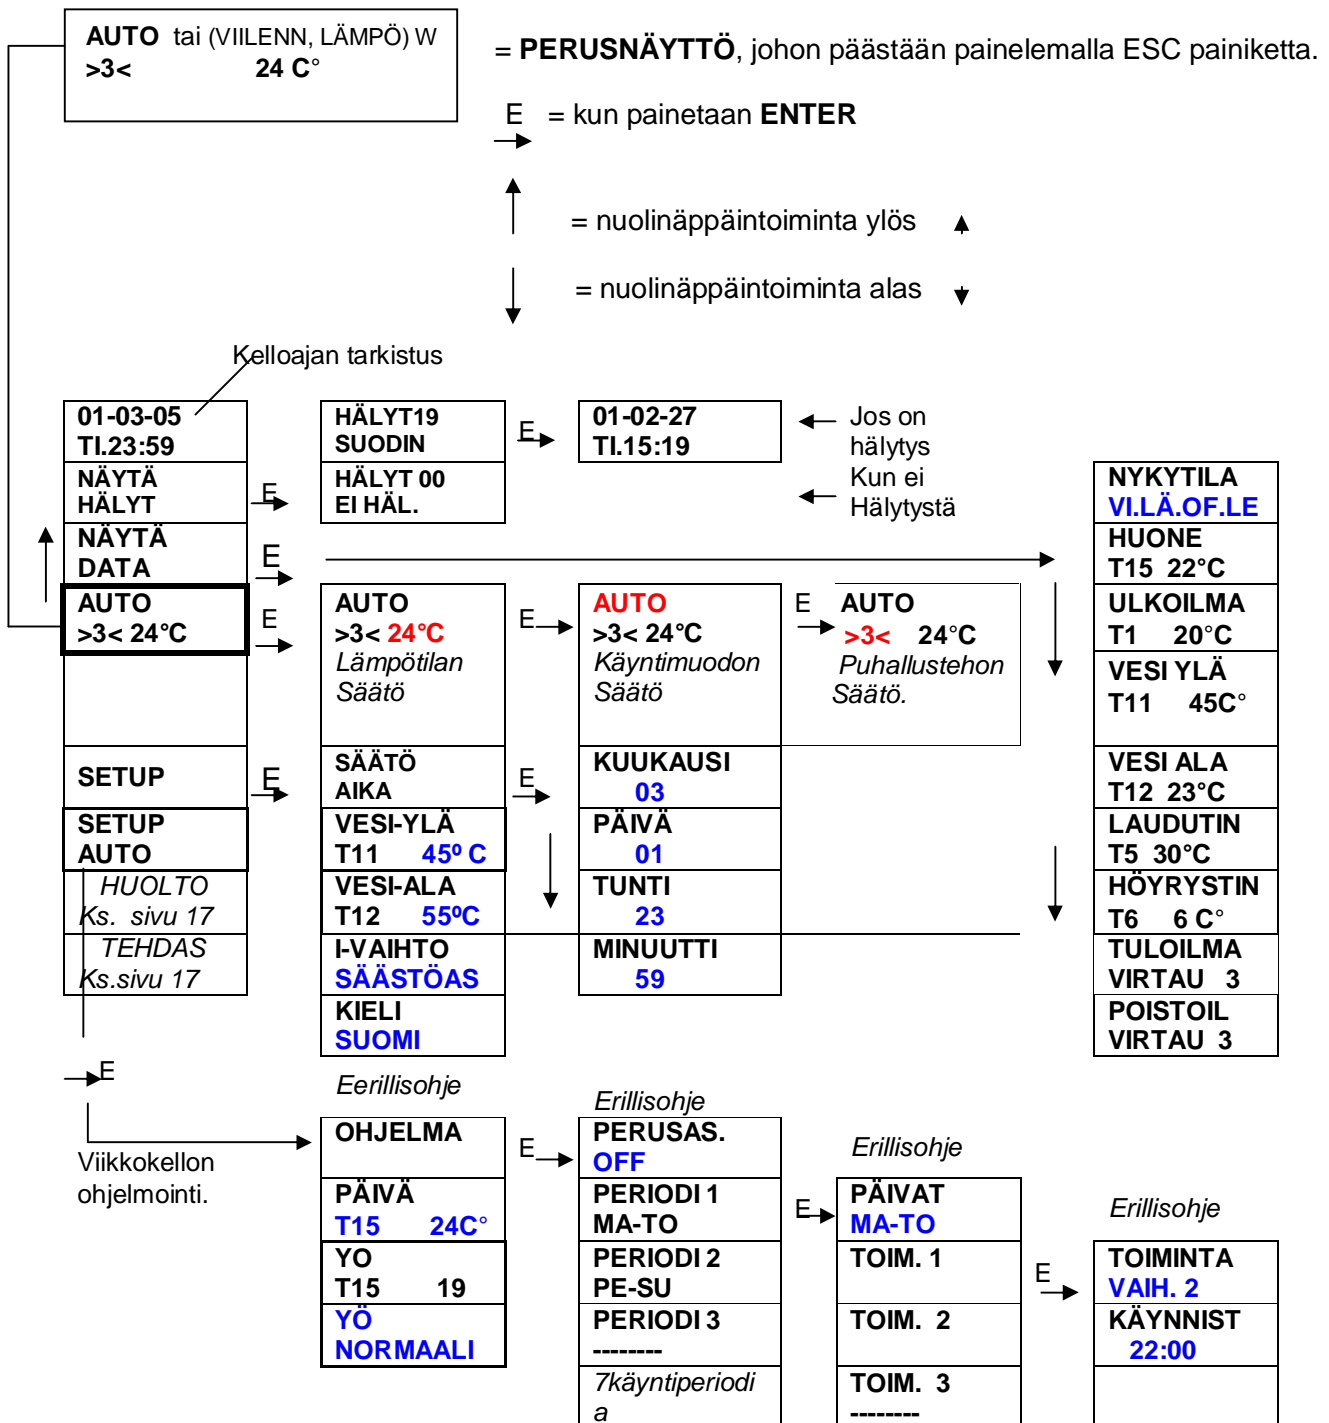 AUTO tai (VIILENN, LÄMPÖ) W
>3< 24 C°
= PERUSNÄYTTÖ, johon päästään painelemalla ESC painiketta.
E = kun painetaan ENTER
= nuolinäppäintoiminta ylös
= nuolinäppäintoiminta alas
Kelloajan tarkistus
01-03-05
TI.23:59
NÄYTÄ
HÄLYT
E
NÄYTÄ
DATA
E
AUTO
>3< 24°C
E
SETUP
E
SETUP
AUTO
HUOLTO
Ks. sivu 17
TEHDAS
Ks.sivu 17
E
Viikkokellon
ohjelmointi.
HÄLYT19
SUODIN
E
HÄLYT 00
EI HÄL.
01-02-27
TI.15:19
Jos on
hälytys
Kun ei
Hälytystä
AUTO
>3< 24°C
Lämpötilan
Säätö
E
AUTO
>3< 24°C
Käyntimuodon
Säätö
E
AUTO
>3< 24°C
Puhallustehon
Säätö.
SÄÄTÖ
AIKA
E
VESI-YLÄ
T11 45º C
VESI-ALA
T12 55ºC
I-VAIHTO
SÄÄSTÖAS
KIELI
SUOMI
KUUKAUSI
03
PÄIVÄ
01
TUNTI
23
MINUUTTI
59
NYKYTILA
VI.LÄ.OF.LE
HUONE
T15 22°C
ULKOILMA
T1 20°C
VESI YLÄ
T11 45C°
VESI ALA
T12 23°C
LAUDUTIN
T5 30°C
HÖYRYSTIN
T6 6 C°
TULOILMA
VIRTAU 3
POISTOIL
VIRTAU 3
Eerillisohje
OHJELMA
E
PÄIVÄ
T15 24C°
YO
T15 19
YÖ
NORMAALI
Erillisohje
PERUSAS.
OFF
PERIODI 1
MA-TO
E
PERIODI 2
PE-SU
PERIODI 3
--------
7käyntiperiodi
a
Erillisohje
PÄIVAT
MA-TO
TOIM. 1
E
TOIM. 2
TOIM. 3
--------
Erillisohje
TOIMINTA
VAIH. 2
KÄYNNIST
22:00